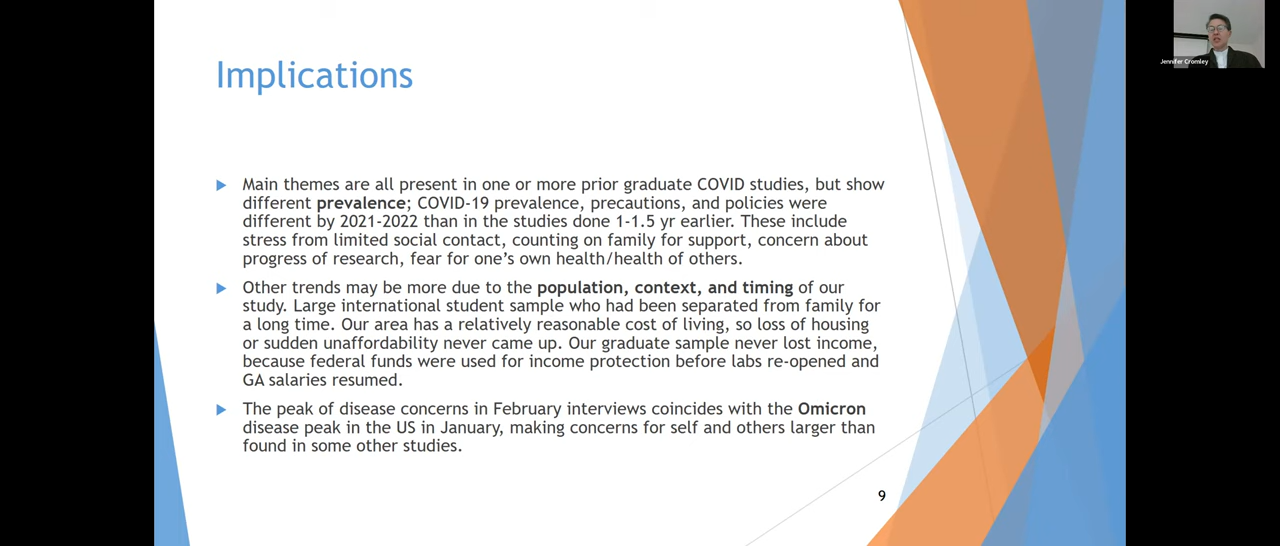 Implications
Main themes are all present in one or more prior graduate COVID studies, but show
different prevalence; COVID-19 prevalence, precautions, and policies were
different by 2021-2022 than in the studies done 1-1.5 yr earlier. These include
stress from limited social contact, counting on family for support, concern about
progress of research, fear for one's own health/health of others.
Other trends may be more due to the population, context, and timing of our
study. Large international student sample who had been separated from family for
a long time. Our area has a relatively reasonable cost of living, so loss of housing
or sudden unaffordability never came up. Our graduate sample never lost income,
because federal funds were used for income protection before labs re-opened and
GA salaries resumed.
The peak of disease concerns in February interviews coincides with the Omicron
disease peak in the US in January, making concerns for self and others larger than
found in some other studies.
9
Jennifer Cromley